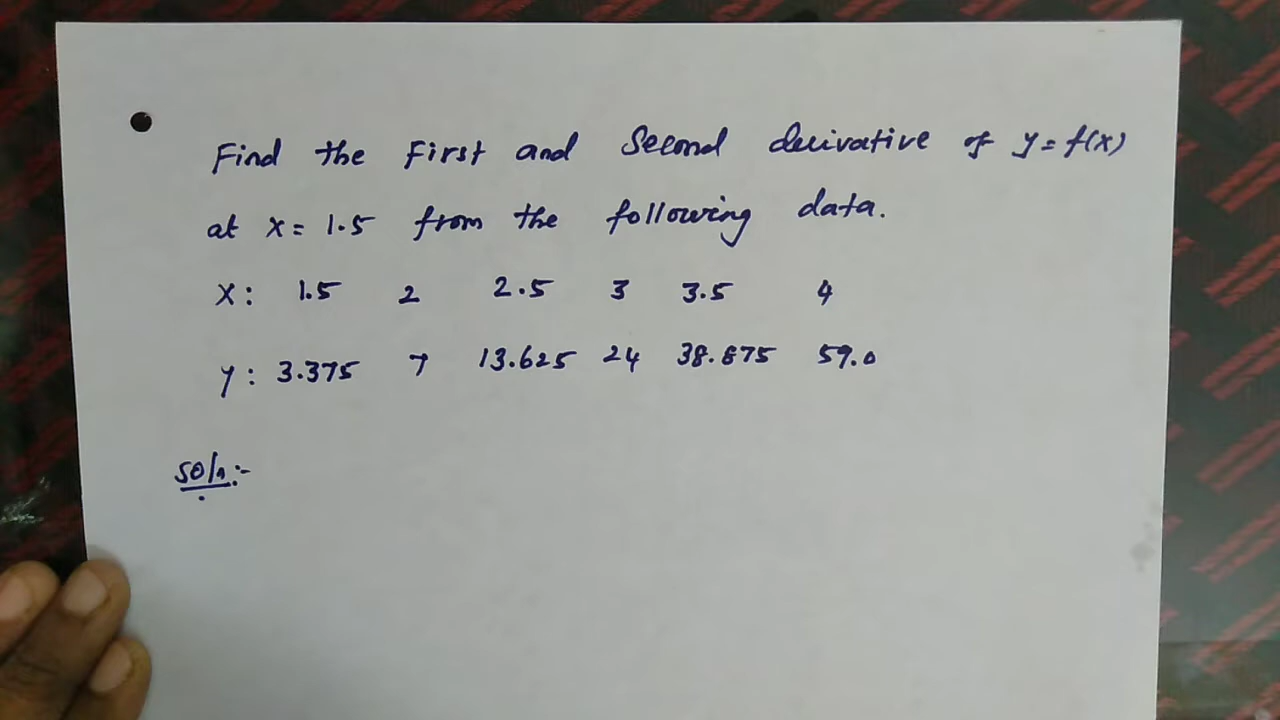 Find the First and Second derivative of y=f(x)
at x= 1.5 from the following data.
x: 1.5 2 2.5 3 3.5 4
y: 3.375 7 13.625 24 38.875 59.0
Soln:-